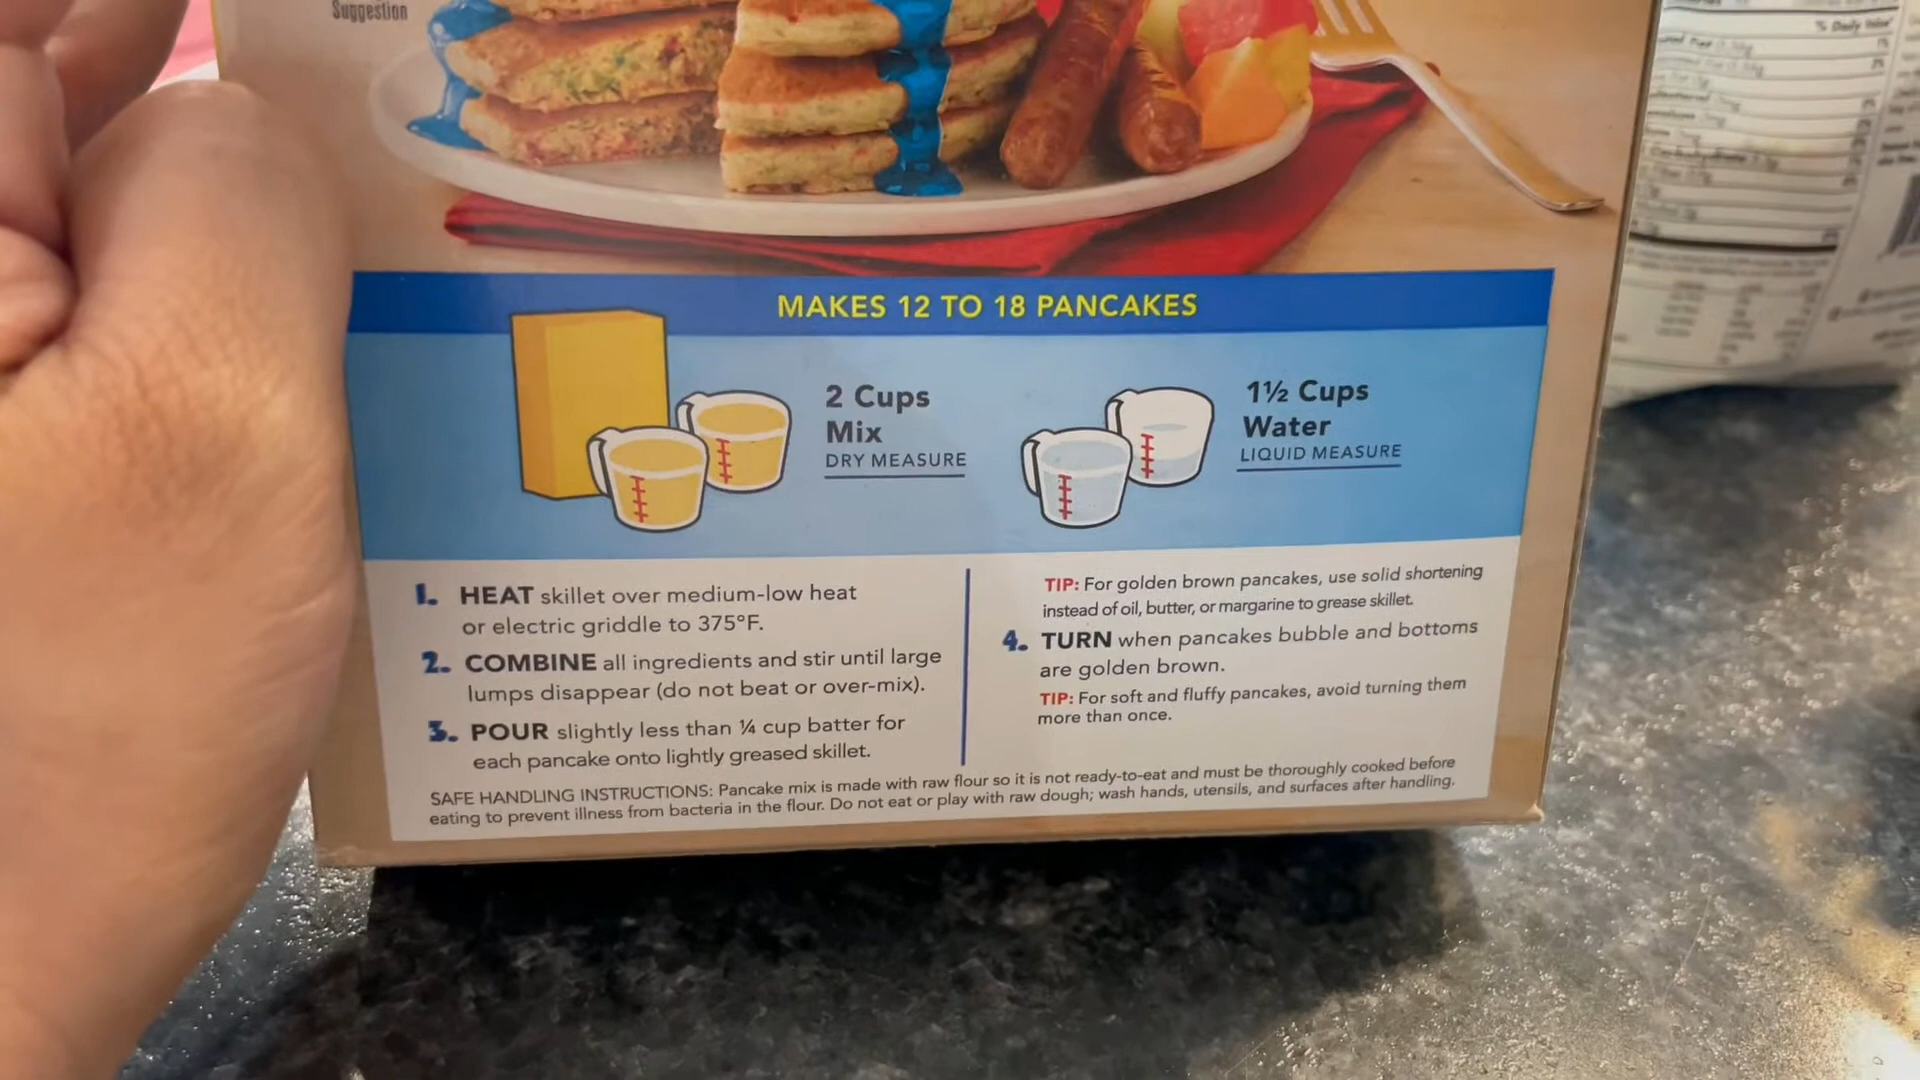 Suggestion
MAKES 12 TO 18 PANCAKES
2 Cups
Mix
DRY MEASURE
1½ Cups
Water
LIQUID MEASURE
1. HEAT skillet over medium-low heat
or electric griddle to 375°F.
2. COMBINE all ingredients and stir until large
lumps disappear (do not beat or over-mix).
3. POUR slightly less than ¼ cup batter for
each pancake onto lightly greased skillet.
TIP: For golden brown pancakes, use solid shortening
instead of oil, butter, or margarine to grease skillet.
4. TURN when pancakes bubble and bottoms
are golden brown.
TIP: For soft and fluffy pancakes, avoid turning them
more than once.
SAFE HANDLING INSTRUCTIONS: Pancake mix is made with raw flour so it is not ready-to-eat and must be thoroughly cooked before
eating to prevent illness from bacteria in the flour. Do not eat or play with raw dough; wash hands, utensils, and surfaces after handling.
% Daily Value